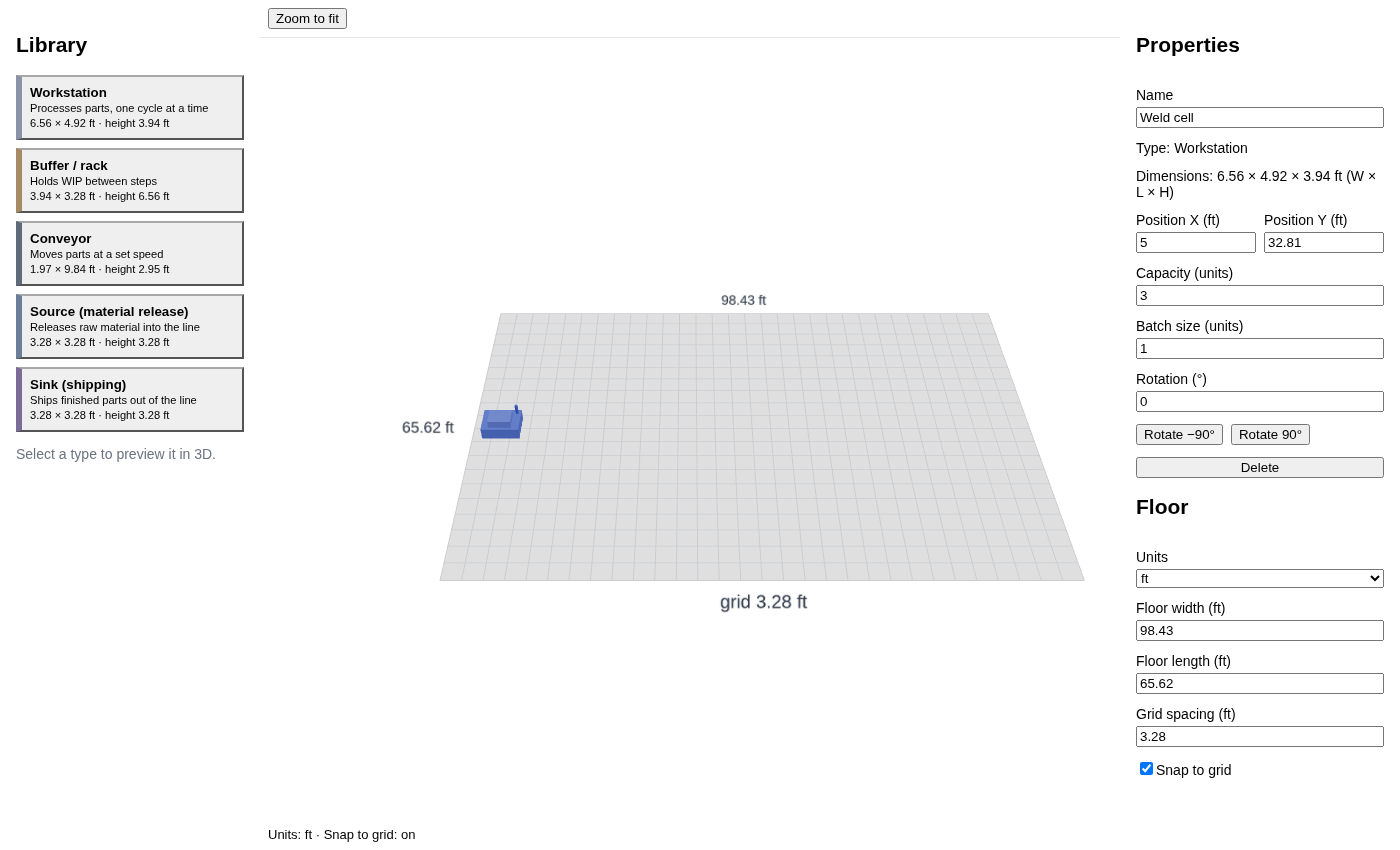 Zoom to fit
Library
Workstation
Processes parts, one cycle at a time
6.56 × 4.92 ft · height 3.94 ft
Buffer / rack
Holds WIP between steps
3.94 × 3.28 ft · height 6.56 ft
Conveyor
Moves parts at a set speed
1.97 × 9.84 ft · height 2.95 ft
Source (material release)
Releases raw material into the line
3.28 × 3.28 ft · height 3.28 ft
Sink (shipping)
Ships finished parts out of the line
3.28 × 3.28 ft · height 3.28 ft
Select a type to preview it in 3D.
98.43 ft
65.62 ft
grid 3.28 ft
Units: ft · Snap to grid: on
Properties
Name
Weld cell
Type: Workstation
Dimensions: 6.56 × 4.92 × 3.94 ft (W ×
L × H)
Position X (ft)
5
Position Y (ft)
32.81
Capacity (units)
3
Batch size (units)
1
Rotation (°)
0
Rotate −90°
Rotate 90°
Delete
Floor
Units
ft
Floor width (ft)
98.43
Floor length (ft)
65.62
Grid spacing (ft)
3.28
Snap to grid